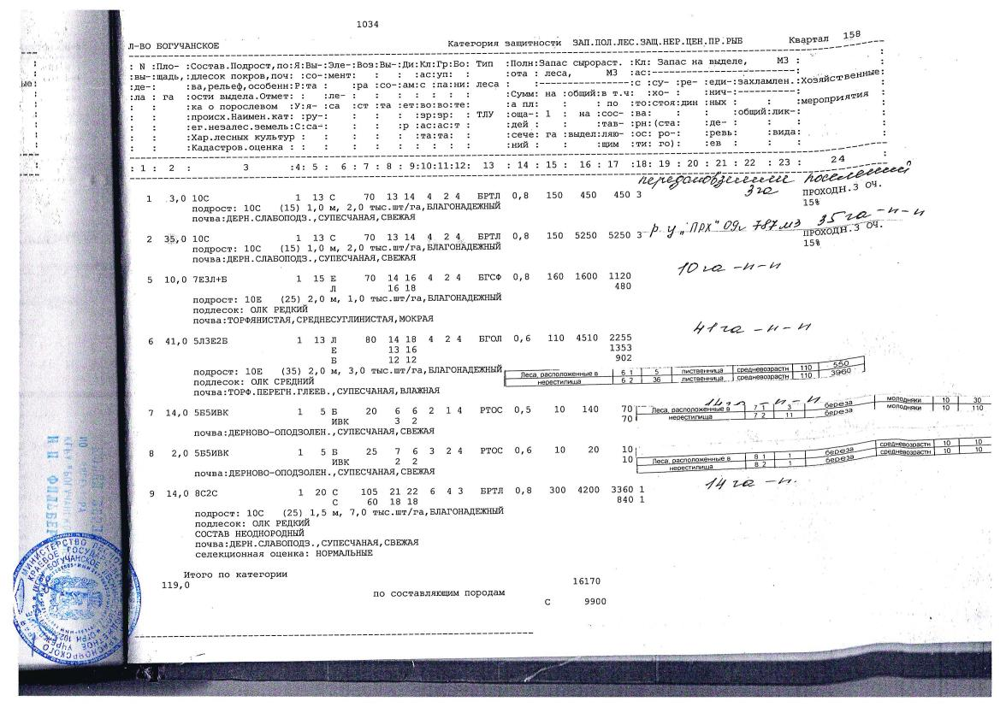 1034
Л-ВО БОГУЧАНСКОЕ Категория защитности ЗАП.ПОЛ.ЛЕС.ЗАЩ.НЕР.ЦЕН.ПР.РЫВ Квартал 158
: N :Пло- :Состав.Подрост,по:Я:Вы-:Эле-:Воз:Вы-:Ди:Кл:Гр:Бо: Тип :Полн:Запас сырораст. :Кл: Запас на выделе, М3 :
:вы-:щадь,:длесок покров,поч: :со-:мент: : : :ас:уп: : :ота : леса, М3 :ас:-----------------------:Хозяйственные:
:де-: :ва,рельеф,особенн:Р:та : :ра :со-:ам:с :па:ни: леса : :---------------:с :су- :ре- :еди-:захламлен.:
:ла : га :ости выдела.Отмет: : :ле- : : : : : : : :Сумм: на :общий:в т.ч: :хо- : :нич-:----------:мероприятия
: : :ка о порослевом :У:я- :са :ст :та :ет:во:во:те: :а пл: : : по :то:стоя:дин :ных : : :
: : :происх.Наимен.кат: :ру-: : : : :зр:зр: : ТЛУ :оща-: 1 : на :сос-:ва: : : :общий:лик-:
: : :ег.незалес.земель:С:са-: : : :р :ас:ас:т : :дей : : :тав- :рн:(ста: :де- : : :
: : :Хар.лесных культур : : : : : : :та:та: : :сече: га :выдел:ляю- :ос: ро- : :ревь: :вида:
: : :Кадастров.оценка : : : : : : : : : : : :ний : : :щим :ти: го): :ев : : :
: 1 : 2 : 3 :4: 5 : 6 : 7 : 8 : 9:10:11:12: 13 : 14 : 15 : 16 : 17 :18: 19 : 20 : 21 : 22 : 23 : 24 :
поселений
3га
1 3,0 10С 1 13 С 70 13 14 4 2 4 БРТЛ 0,8 150 450 450 3 ПРОХОДН.3 ОЧ.
подрост: 10С (15) 1,0 м, 2,0 тыс.шт/га,БЛАГОНАДЕЖНЫЙ 15%
почва:ДЕРН.СЛАБОПОДЗ.,СУПЕСЧАНАЯ,СВЕЖАЯ
р.у "ПРХ" 09г 787м3 35га -н-н
2 35,0 10С 1 13 С 70 13 14 4 2 4 БРТЛ 0,8 150 5250 5250 3 ПРОХОДН.3 ОЧ.
подрост: 10С (15) 1,0 м, 2,0 тыс.шт/га,БЛАГОНАДЕЖНЫЙ 15%
почва:ДЕРН.СЛАБОПОДЗ.,СУПЕСЧАНАЯ,СВЕЖАЯ
10га -н-н
5 10,0 7Е3Л+Б 1 15 Е 70 14 16 4 2 4 БГСФ 0,8 160 1600 1120
Л 16 18 480
подрост: 10Е (25) 2,0 м, 1,0 тыс.шт/га,БЛАГОНАДЕЖНЫЙ
подлесок: ОЛК РЕДКИЙ
почва:ТОРФЯНИСТАЯ,СРЕДНЕСУГЛИНИСТАЯ,МОКРАЯ
41га -н-н
6 41,0 5Л3Е2Б 1 13 Л 80 14 18 4 2 4 БГОЛ 0,6 110 4510 2255
Е 13 16 1353
Б 12 12 902
подрост: 10Е (35) 2,0 м, 3,0 тыс.шт/га,БЛАГОНАДЕЖНЫЙ
Леса, расположенные в 6 1 5 лиственница средневозрастн 110 550
подлесок: ОЛК СРЕДНИЙ
нерестилища 6 2 36 лиственница средневозрастн 110 3960
почва:ТОРФ.ПЕРЕГН.ГЛЕЕВ.,СУПЕСЧАНАЯ,ВЛАЖНАЯ
14га -н-н
7 14,0 5Б5ИВК 1 5 Б 20 6 6 2 1 4 РТОС 0,5 10 140 70
Леса, расположенные в 7 1 3 береза молодняки 10 30
ИВК 3 2 70
нерестилища 7 2 11 береза молодняки 10 110
почва:ДЕРНОВО-ОПОДЗОЛЕН.,СУПЕСЧАНАЯ,СВЕЖАЯ
8 2,0 5Б5ИВК 1 5 Б 25 7 6 3 2 4 РТОС 0,6 10 20 10
Леса, расположенные в 8 1 1 береза средневозрастн 10 10
ИВК 2 2 10
нерестилища 8 2 1 береза средневозрастн 10 10
почва:ДЕРНОВО-ОПОДЗОЛЕН.,СУПЕСЧАНАЯ,СВЕЖАЯ
14га -н.
9 14,0 8С2С 1 20 С 105 21 22 6 4 3 БРТЛ 0,8 300 4200 3360 1
С 60 18 18 840 1
подрост: 10С (25) 1,5 м, 7,0 тыс.шт/га,БЛАГОНАДЕЖНЫЙ
подлесок: ОЛК РЕДКИЙ
СОСТАВ НЕОДНОРОДНЫЙ
почва:ДЕРН.СЛАБОПОДЗ.,СУПЕСЧАНАЯ,СВЕЖАЯ
селекционная оценка: НОРМАЛЬНЫЕ
Итого по категории
119,0 16170
по составляющим породам
С 9900